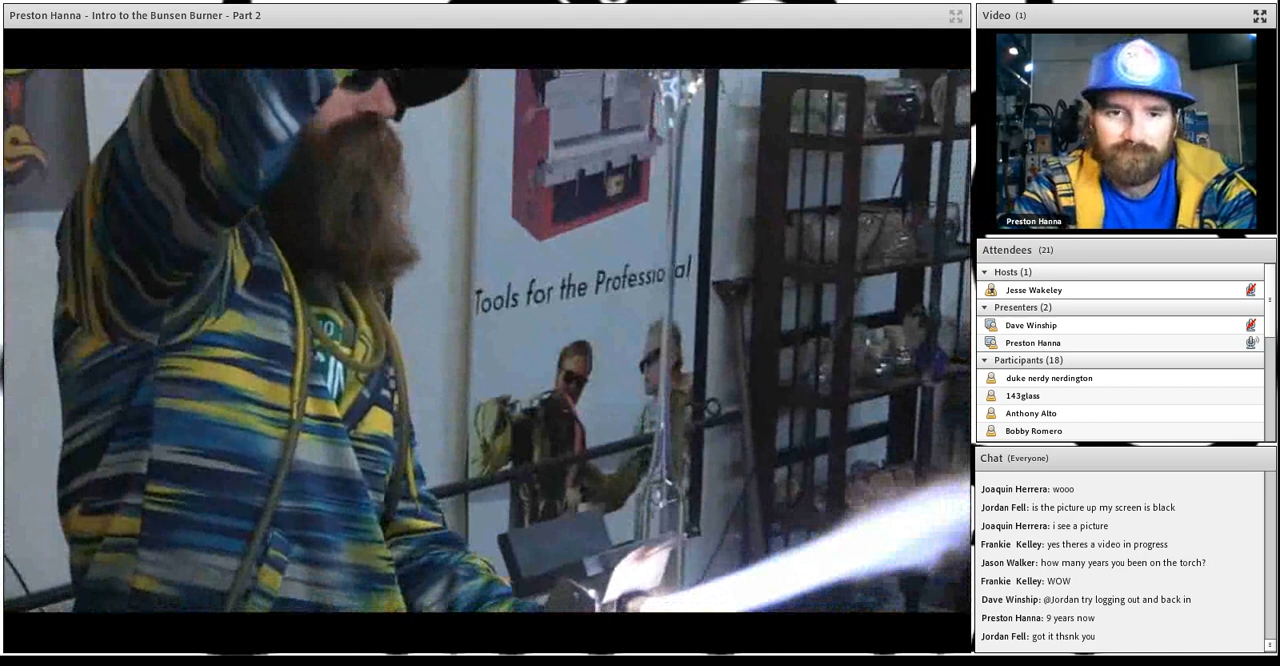 Preston Hanna - Intro to the Bunsen Burner - Part 2
Tools for the Professional
Video (1)
Preston Hanna
Attendees (21)
Hosts (1)
Jesse Wakeley
Presenters (2)
Dave Winship
Preston Hanna
Participants (18)
duke nerdy nerdington
143glass
Anthony Alto
Bobby Romero
Chat (Everyone)
Joaquin Herrera: wooo
Jordan Fell: is the picture up my screen is black
Joaquin Herrera: i see a picture
Frankie Kelley: yes theres a video in progress
Jason Walker: how many years you been on the torch?
Frankie Kelley: WOW
Dave Winship: @Jordan try logging out and back in
Preston Hanna: 9 years now
Jordan Fell: got it thsnk you